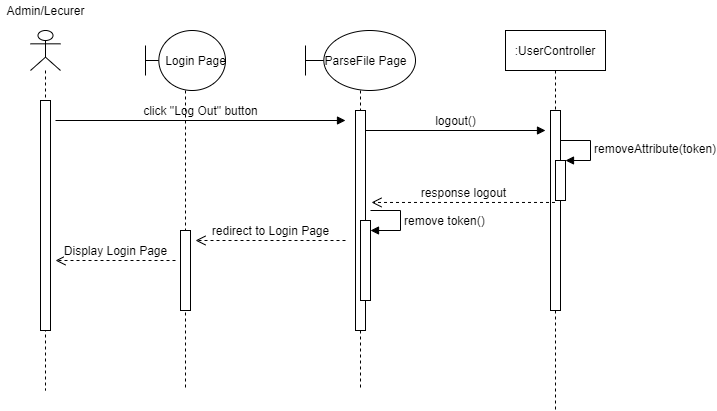 Admin/Lecurer
Login Page
ParseFile Page
:UserController
click "Log Out" button
logout()
removeAttribute(token)
response logout
remove token()
redirect to Login Page
Display Login Page